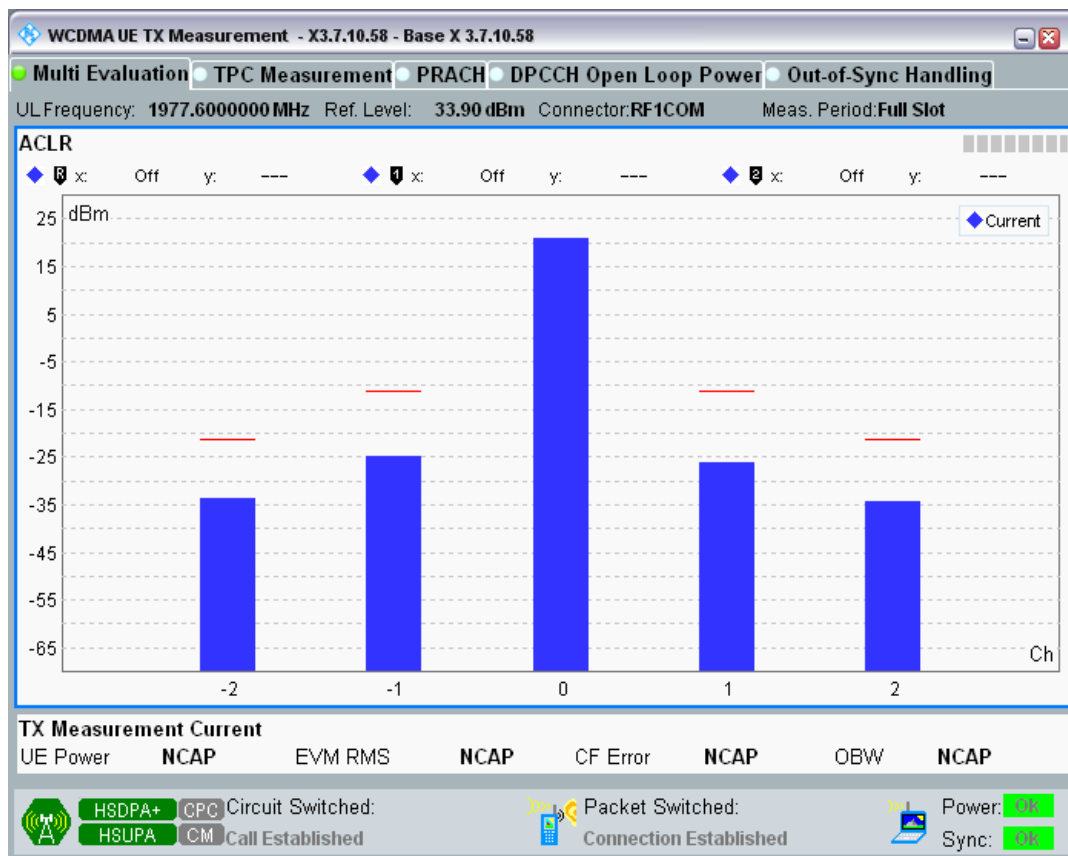 WCDMA UE TX Measurement - X3.7.10.58 - Base X 3.7.10.58
Multi Evaluation TPC Measurement PRACH DPCCH Open Loop Power Out-of-Sync Handling
UL Frequency: 1977.6000000 MHz Ref. Level: 33.90 dBm Connector:RF1COM Meas. Period:Full Slot
ACLR
R x: Off y: --- 1 x: Off y: --- 2 x: Off y: ---
dBm
Current
25
15
5
-5
-15
-25
-35
-45
-55
-65
Ch
-2 -1 0 1 2
TX Measurement Current
UE Power NCAP EVM RMS NCAP CF Error NCAP OBW NCAP
HSDPA+ CPC Circuit Switched: Packet Switched: Power: OK
HSUPA CM Call Established Connection Established Sync: OK